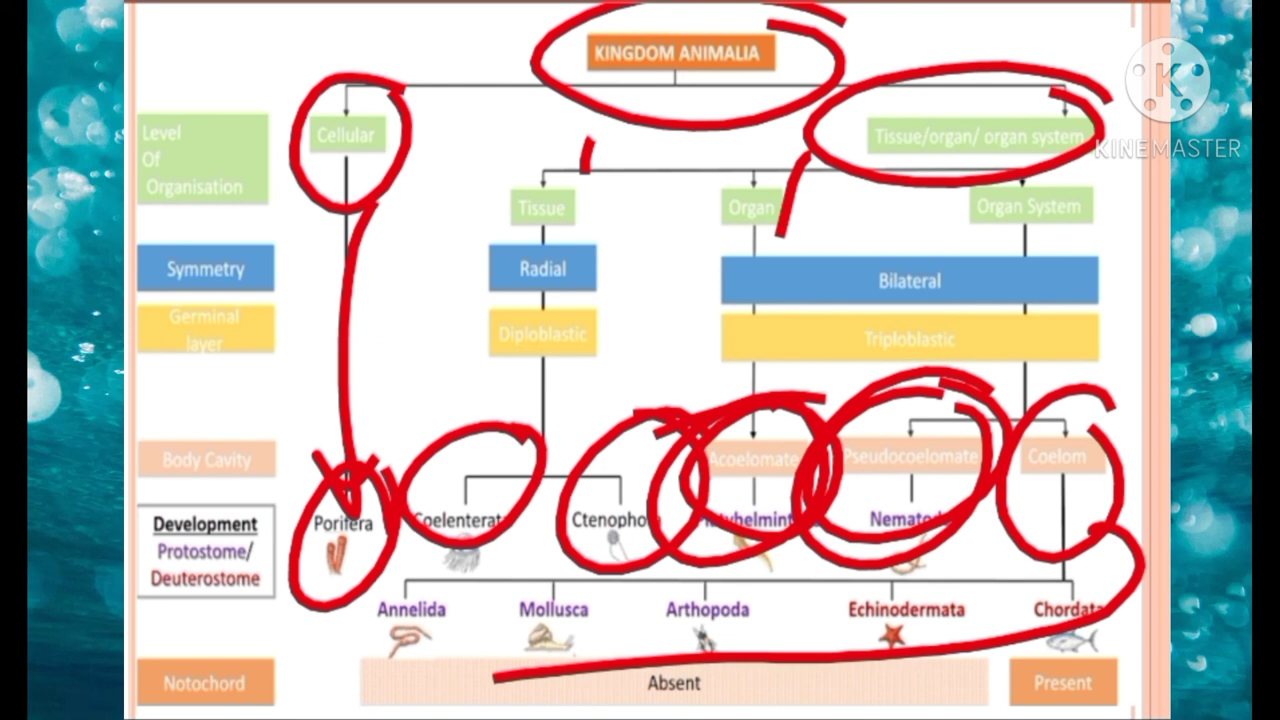 KINGDOM ANIMALIA
K
KINEMASTER
Level
Of
Organisation
Cellular
Tissue/organ/ organ system
Tissue
Organ
Organ System
Symmetry
Radial
Bilateral
Germinal
layer
Diploblastic
Triploblastic
Body Cavity
Acoelomate
Pseudocoelomate
Coelom
Development
Protostome/
Deuterostome
Porifera
Annelida
Mollusca
Arthopoda
Echinodermata
Chordata
Notochord
Absent
Present